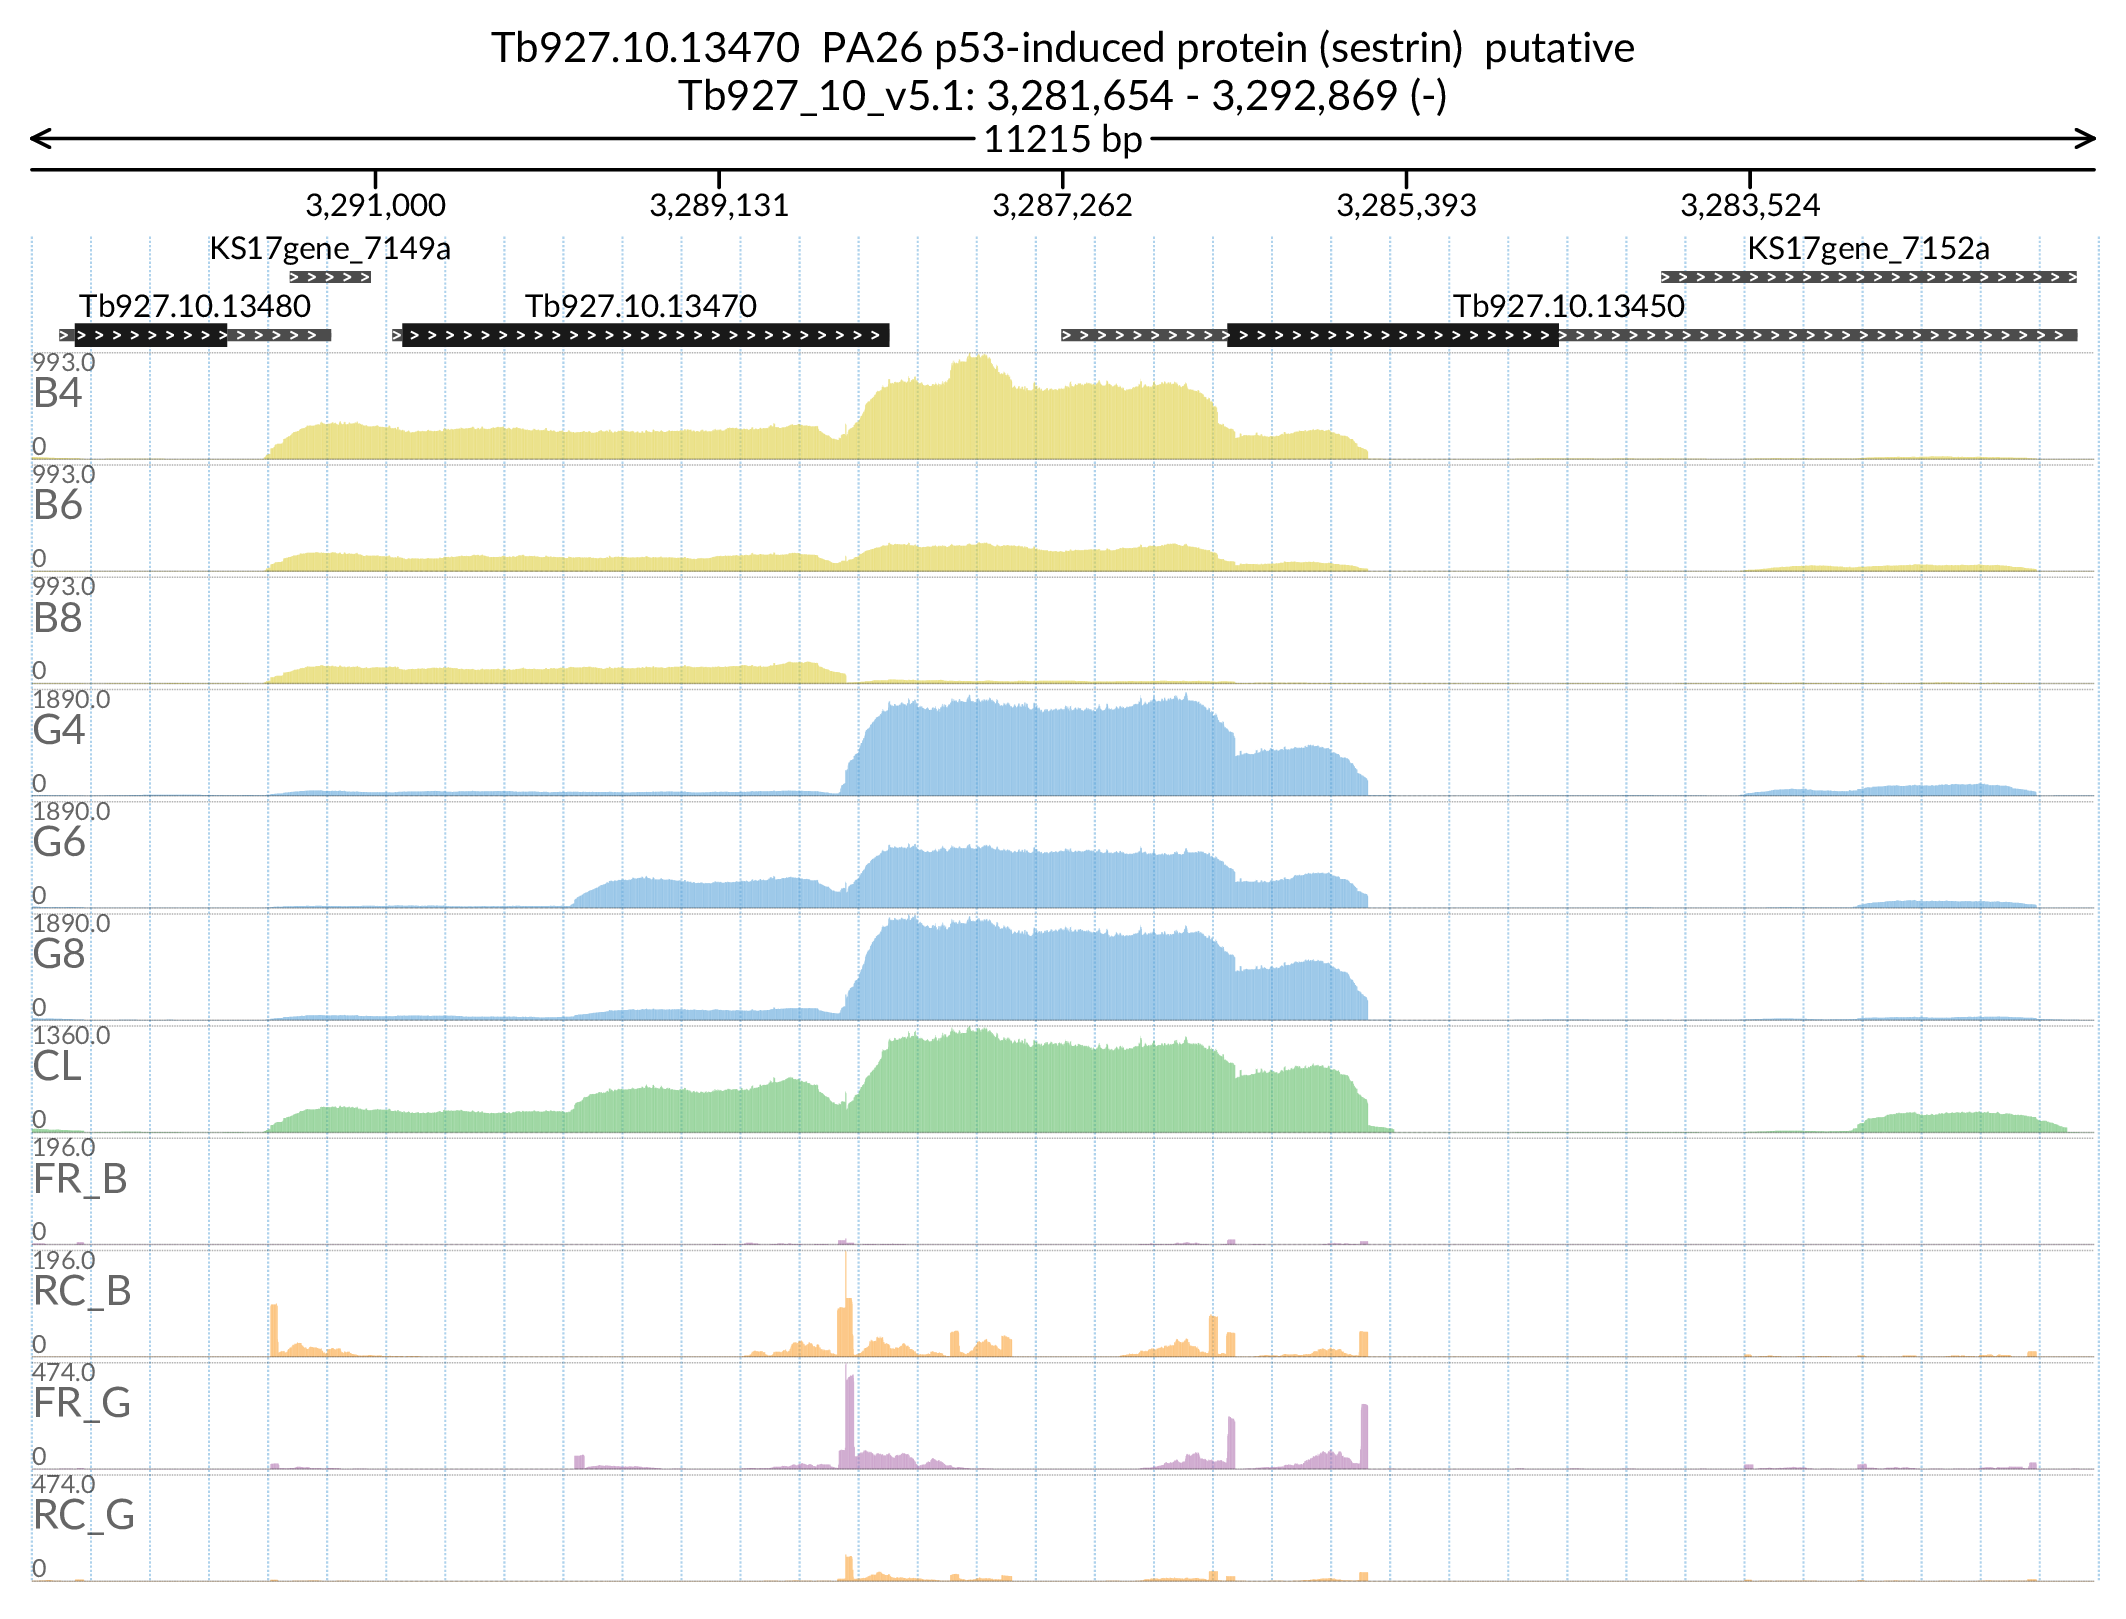 Tb927.10.13470 PA26 p53-induced protein (sestrin) putative
Tb927_10_v5.1: 3,281,654 - 3,292,869 (-)
11215 bp
3,291,000 3,289,131 3,287,262 3,285,393 3,283,524
KS17gene_7149a KS17gene_7152a
Tb927.10.13480 Tb927.10.13470 Tb927.10.13450
993.0
B4
0
993.0
B6
0
993.0
B8
0
1890.0
G4
0
1890.0
G6
0
1890.0
G8
0
1360.0
CL
0
196.0
FR_B
0
196.0
RC_B
0
474.0
FR_G
0
474.0
RC_G
0